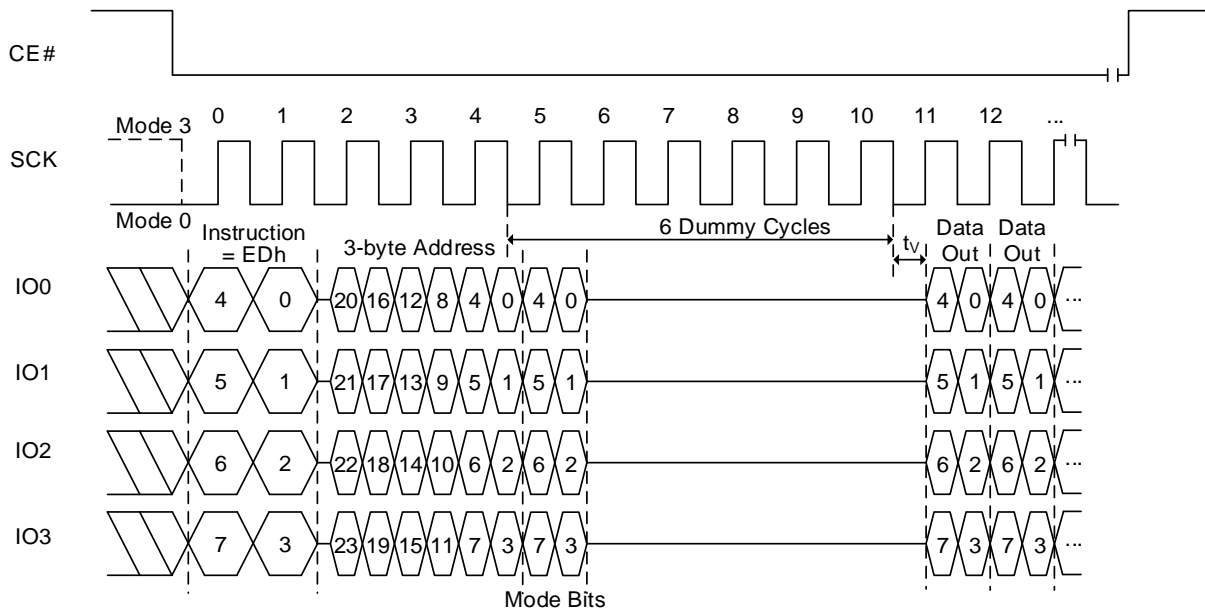 CE#
0 1 2 3 4 5 6 7 8 9 10 11 12 ...
Mode 3
SCK
Mode 0
Instruction
= EDh
3-byte Address
6 Dummy Cycles
tV
Data
Out
Data
Out
IO0 4 0 20 16 12 8 4 0 4 0 4 0 4 0 ...
IO1 5 1 21 17 13 9 5 1 5 1 5 1 5 1 ...
IO2 6 2 22 18 14 10 6 2 6 2 6 2 6 2 ...
IO3 7 3 23 19 15 11 7 3 7 3 7 3 7 3 ...
Mode Bits